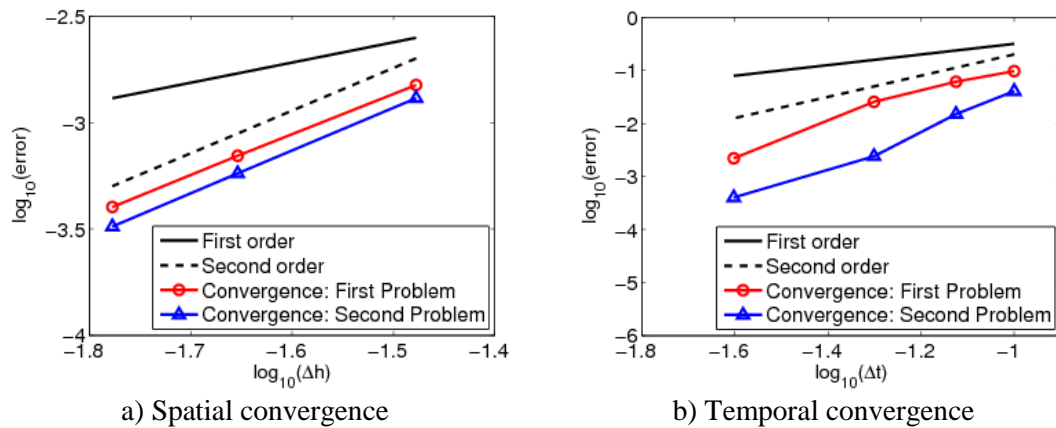 -2.5
-3
-3.5
-4
log10(error)
-1.8
-1.7
-1.6
-1.5
-1.4
log10(Δh)
First order
Second order
Convergence: First Problem
Convergence: Second Problem
a) Spatial convergence
0
-1
-2
-3
-4
-5
-6
log10(error)
-1.8
-1.6
-1.4
-1.2
-1
log10(Δt)
First order
Second order
Convergence: First Problem
Convergence: Second Problem
b) Temporal convergence